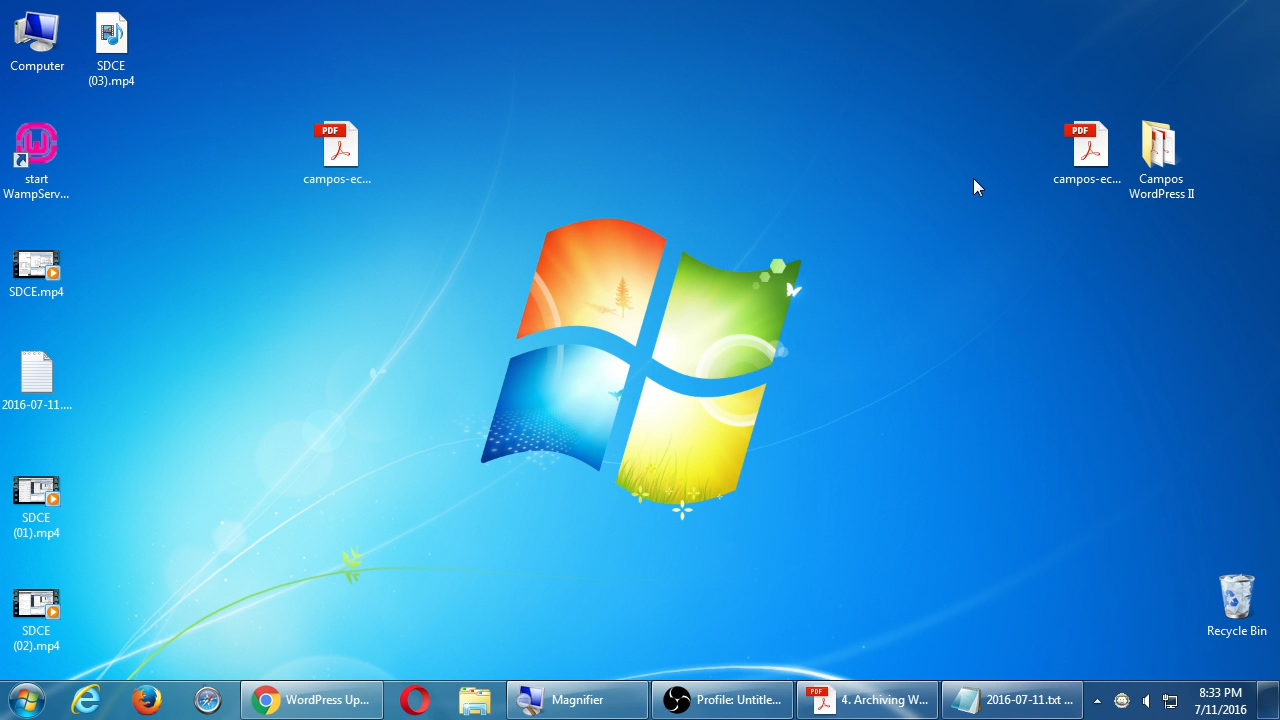 Computer
SDCE
(03).mp4
start
WampServ...
PDF
campos-ec...
PDF
campos-ec...
Campos
WordPress II
SDCE.mp4
2016-07-11....
SDCE
(01).mp4
SDCE
(02).mp4
Recycle Bin
WordPress Up...
Magnifier
Profile: Untitle...
PDF
4. Archiving W...
2016-07-11.txt ...
8:33 PM
7/11/2016